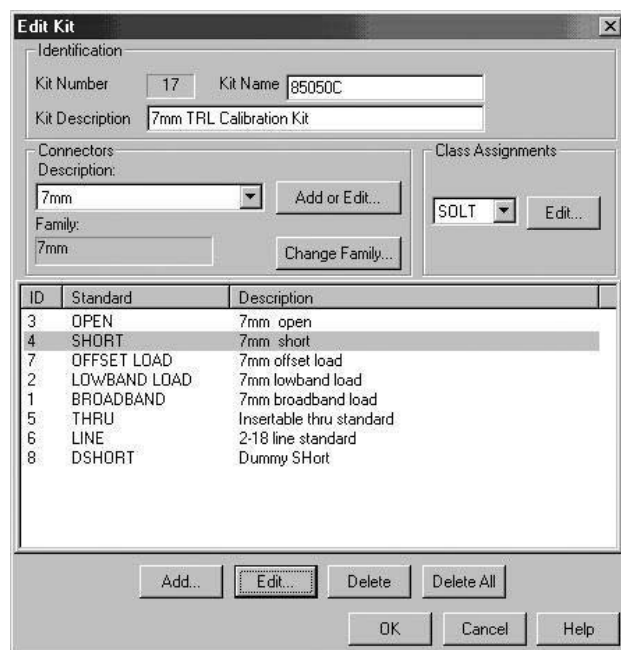 Edit Kit
Identification
Kit Number 17 Kit Name 85050C
Kit Description 7mm TRL Calibration Kit
Connectors
Description:
7mm Add or Edit...
Family:
7mm Change Family...
Class Assignments
SOLT Edit...
ID Standard Description
3 OPEN 7mm open
4 SHORT 7mm short
7 OFFSET LOAD 7mm offset load
2 LOWBAND LOAD 7mm lowband load
1 BROADBAND 7mm broadband load
5 THRU Insertable thru standard
6 LINE 2-18 line standard
8 DSHORT Dummy SHort
Add... Edit... Delete Delete All
OK Cancel Help